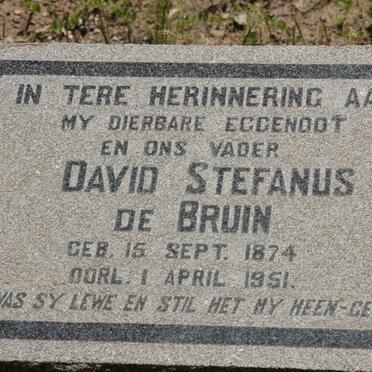 IN TERE HERINNERING AA
MY DIERBARE EGGENOOT
EN ONS VADER
DAVID STEFANUS
DE BRUIN
GEB. 15 SEPT. 1874
OORL. 1 APRIL 1951.
WAS SY LEWE EN STIL HET HY HEEN-GE